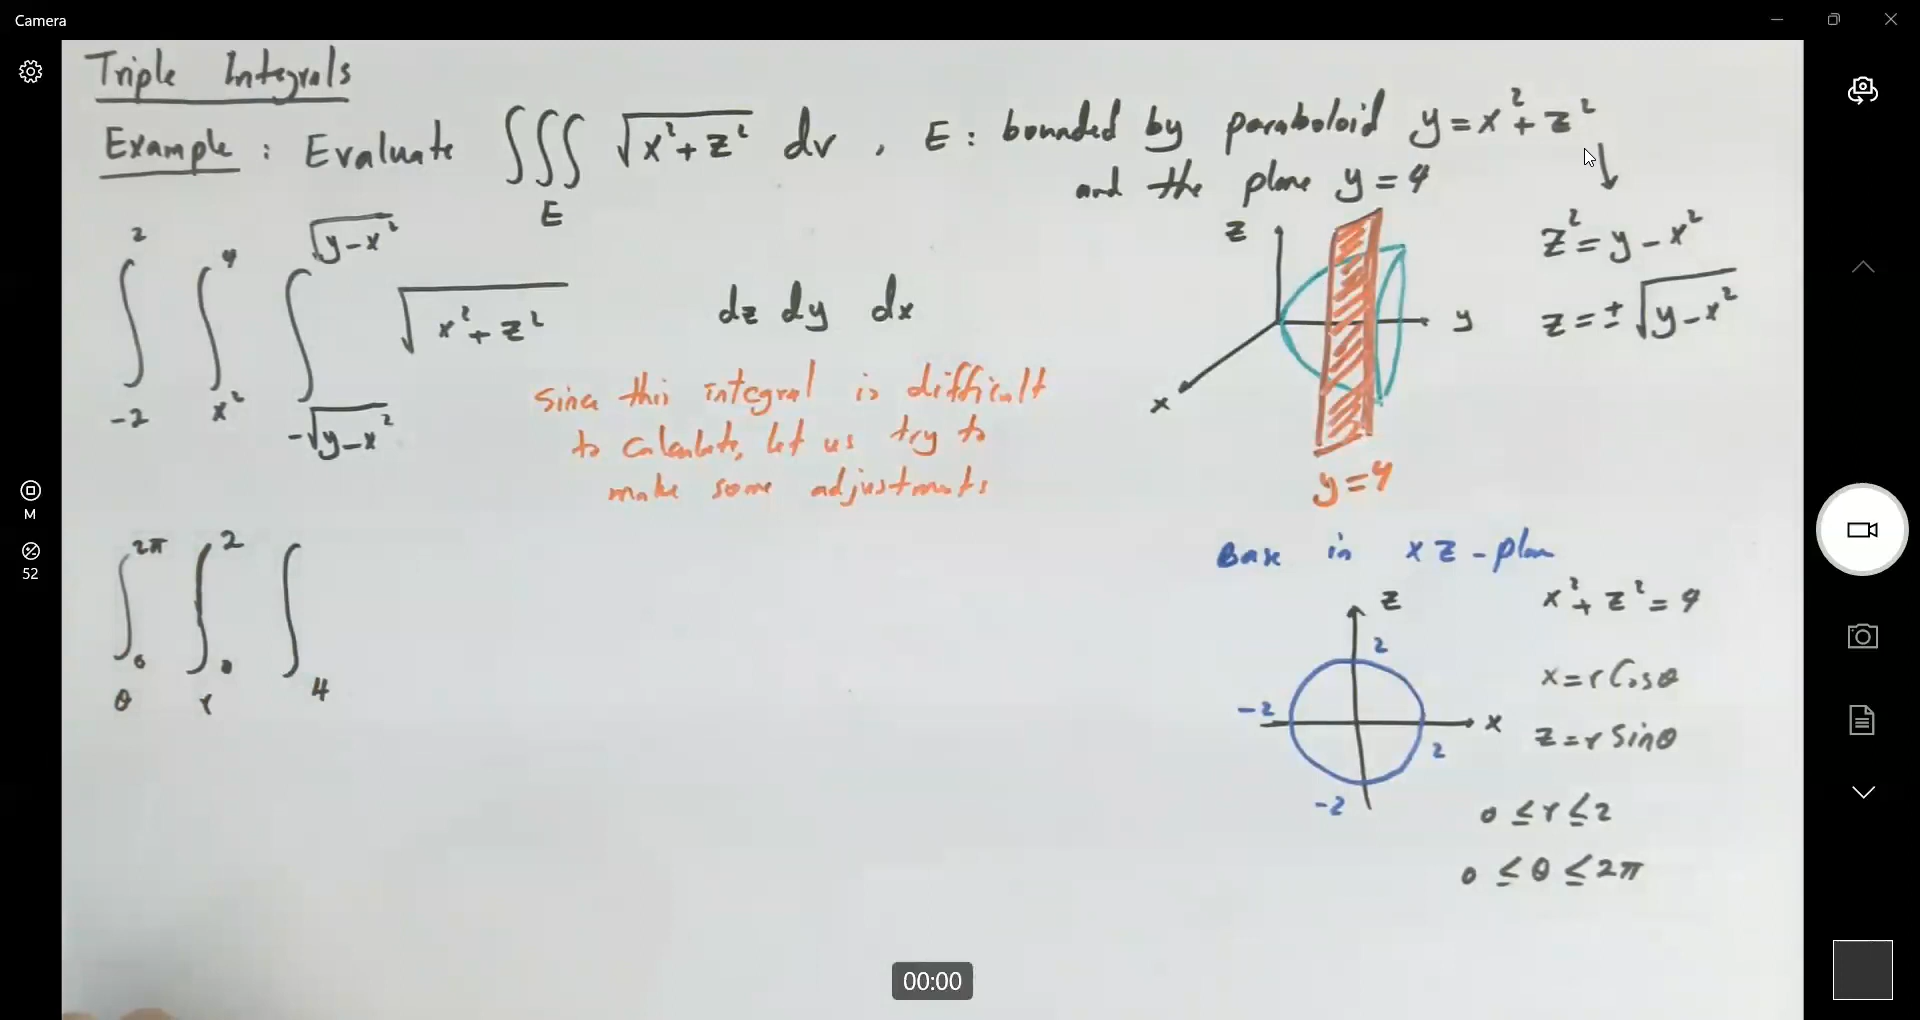 Camera
Triple Integrals
Example : Evaluate ∫∫∫_E √(x²+z²) dv , E : bounded by paraboloid y = x² + z²
and the plane y = 4
z² = y - x²
z = ± √(y-x²)
∫_{-2}^{2} ∫_{x²}^{4} ∫_{-√(y-x²)}^{√(y-x²)} √(x²+z²) dz dy dx
z
y
x
Since this integral is difficult
to calculate, let us try to
make some adjustments
y=4
M
52
∫_0^{2π} ∫_0^2 ∫_4
θ r
Base in xz-plan
z
2
-2
x
2
-2
x² + z² = 4
x = r Cosθ
z = r Sinθ
0 ≤ r ≤ 2
0 ≤ θ ≤ 2π
00:00